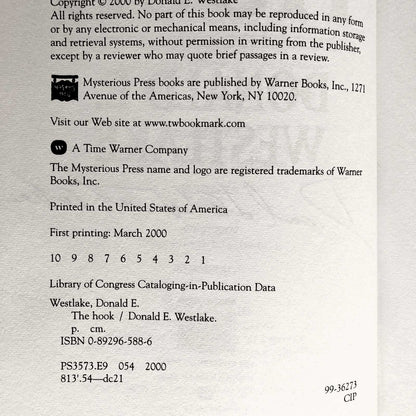 Copyright © 2000 by Donald E. Westlake
All rights reserved. No part of this book may be reproduced in any form
or by any electronic or mechanical means, including information storage
and retrieval systems, without permission in writing from the publisher,
except by a reviewer who may quote brief passages in a review.
Mysterious Press books are published by Warner Books, Inc., 1271
Avenue of the Americas, New York, NY 10020.
Visit our Web site at www.twbookmark.com
W A Time Warner Company
The Mysterious Press name and logo are registered trademarks of Warner
Books, Inc.
Printed in the United States of America
First printing: March 2000
10 9 8 7 6 5 4 3 2 1
Library of Congress Cataloging-in-Publication Data
Westlake, Donald E.
The hook / Donald E. Westlake.
p. cm.
ISBN 0-89296-588-6
PS3573.E9 054 2000
813'.54—dc21
99-36273
CIP